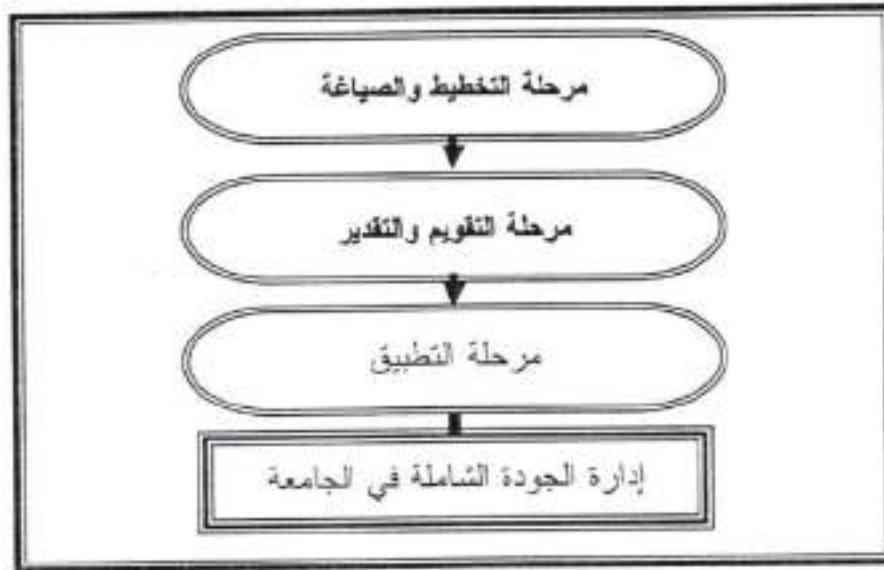 مرحلة التخطيط والصياغة
مرحلة التقويم والتقدير
مرحلة التطبيق
إدارة الجودة الشاملة في الجامعة